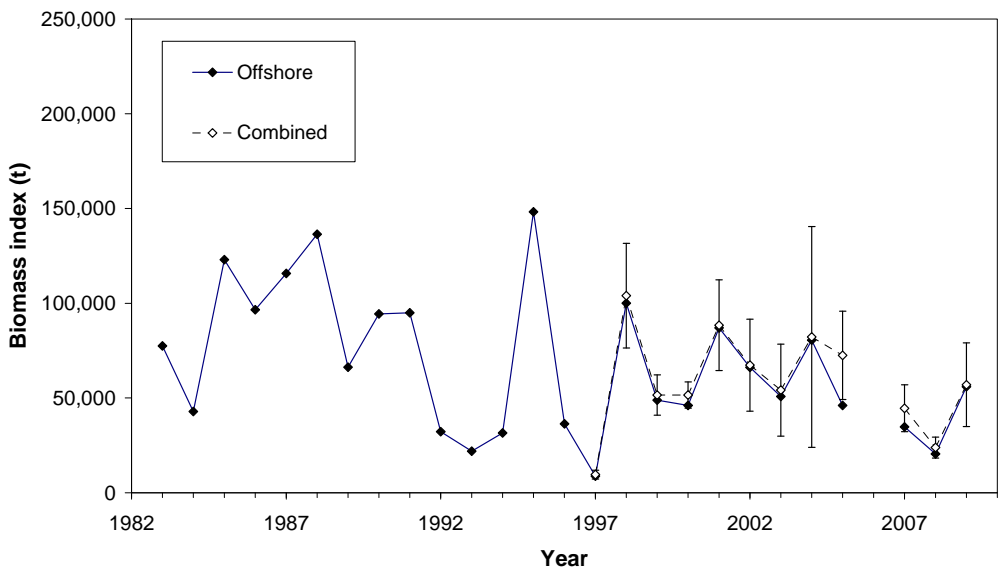 250,000
200,000
150,000
100,000
50,000
0
Biomass index (t)
Offshore
Combined
1982 1987 1992 1997 2002 2007
Year